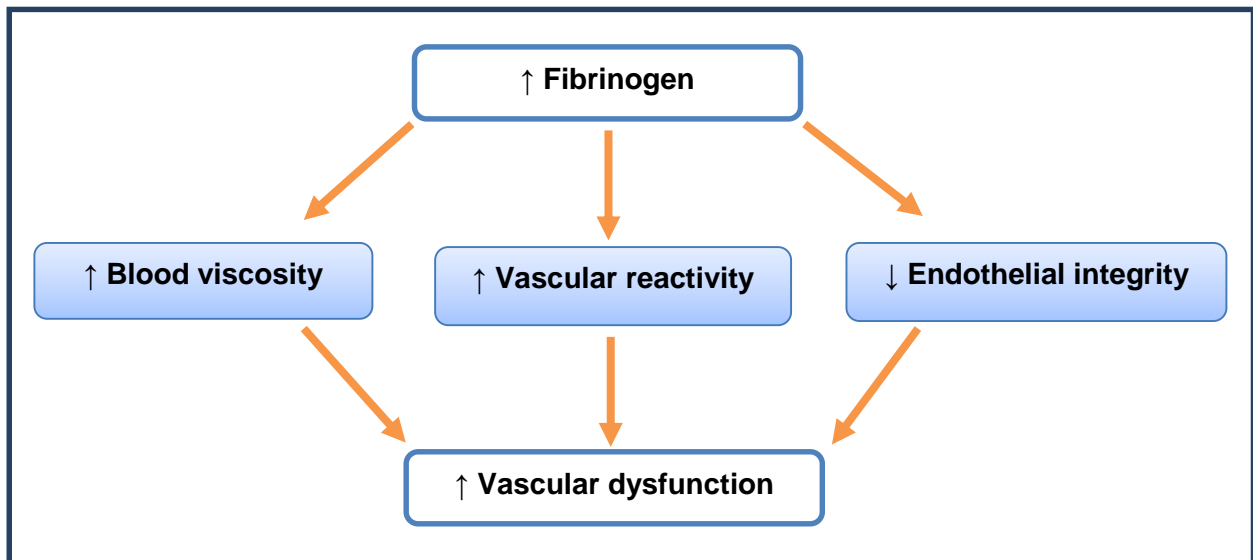 ↑ Fibrinogen
↑ Blood viscosity
↑ Vascular reactivity
↓ Endothelial integrity
↑ Vascular dysfunction